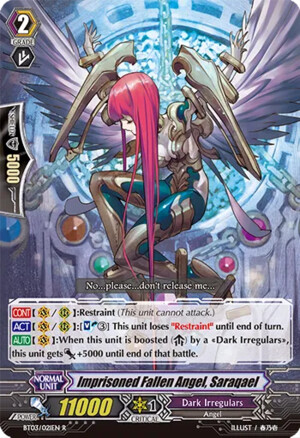 2
GRADE
SHIELD
5000
No...please...don't release me...
CONT [ V R ]:Restraint (This unit cannot attack.)
ACT [ V R ]:[V 3] This unit loses "Restraint" until end of turn.
AUTO [ V R ]:When this unit is boosted by a «Dark Irregulars»,
this unit gets +5000 until end of that battle.
NORMAL
UNIT
Imprisoned Fallen Angel, Saraqael
POWER
11000
1
CRITICAL
Dark Irregulars
Angel
BT03/021EN R
ILLUST /